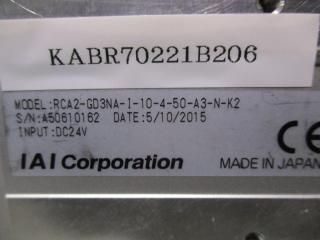 KABR70221B206
MODEL:RCA2-GD3NA-I-10-4-50-A3-N-K2
S/N:A50610162 DATE:5/10/2015
INPUT:DC24V
CE
IAI Corporation MADE IN JAPAN